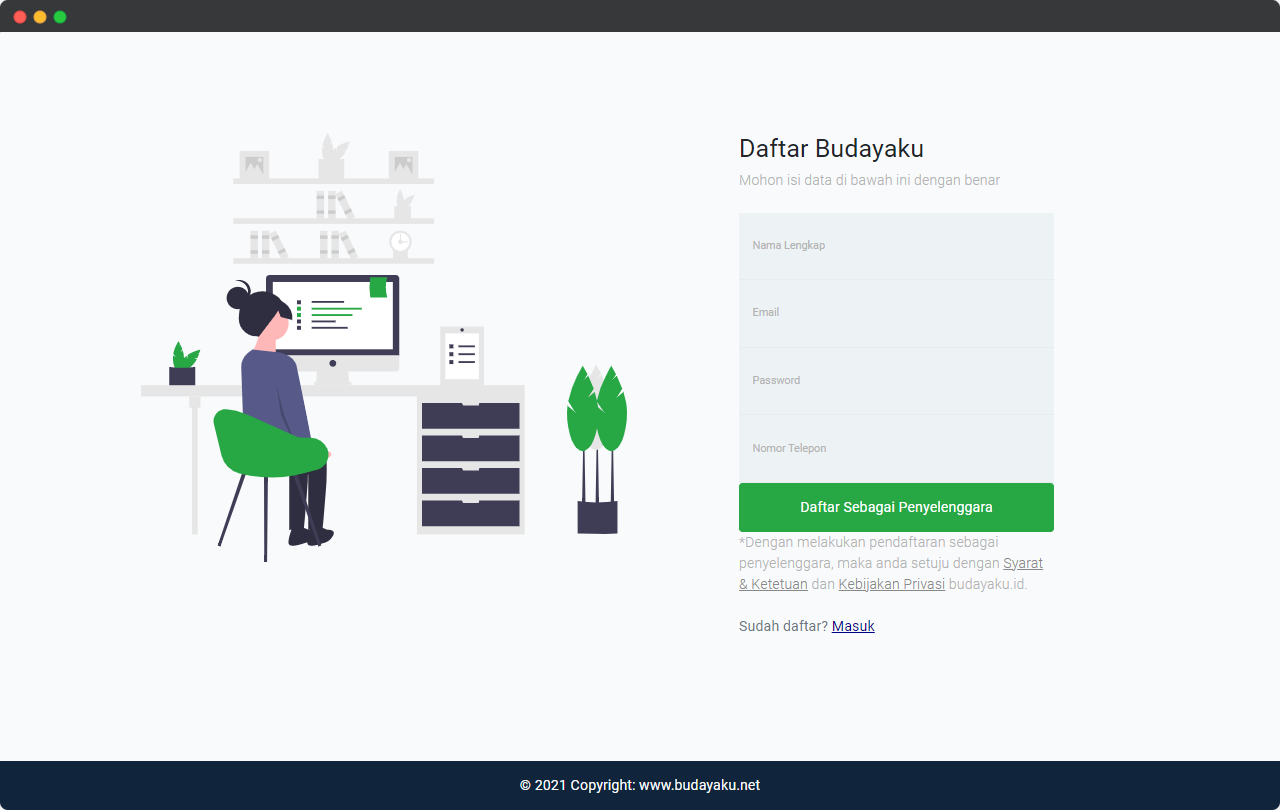 Daftar Budayaku
Mohon isi data di bawah ini dengan benar
Nama Lengkap
Email
Password
Nomor Telepon
Daftar Sebagai Penyelenggara
*Dengan melakukan pendaftaran sebagai
penyelenggara, maka anda setuju dengan Syarat
& Ketetuan dan Kebijakan Privasi budayaku.id.
Sudah daftar? Masuk
© 2021 Copyright: www.budayaku.net